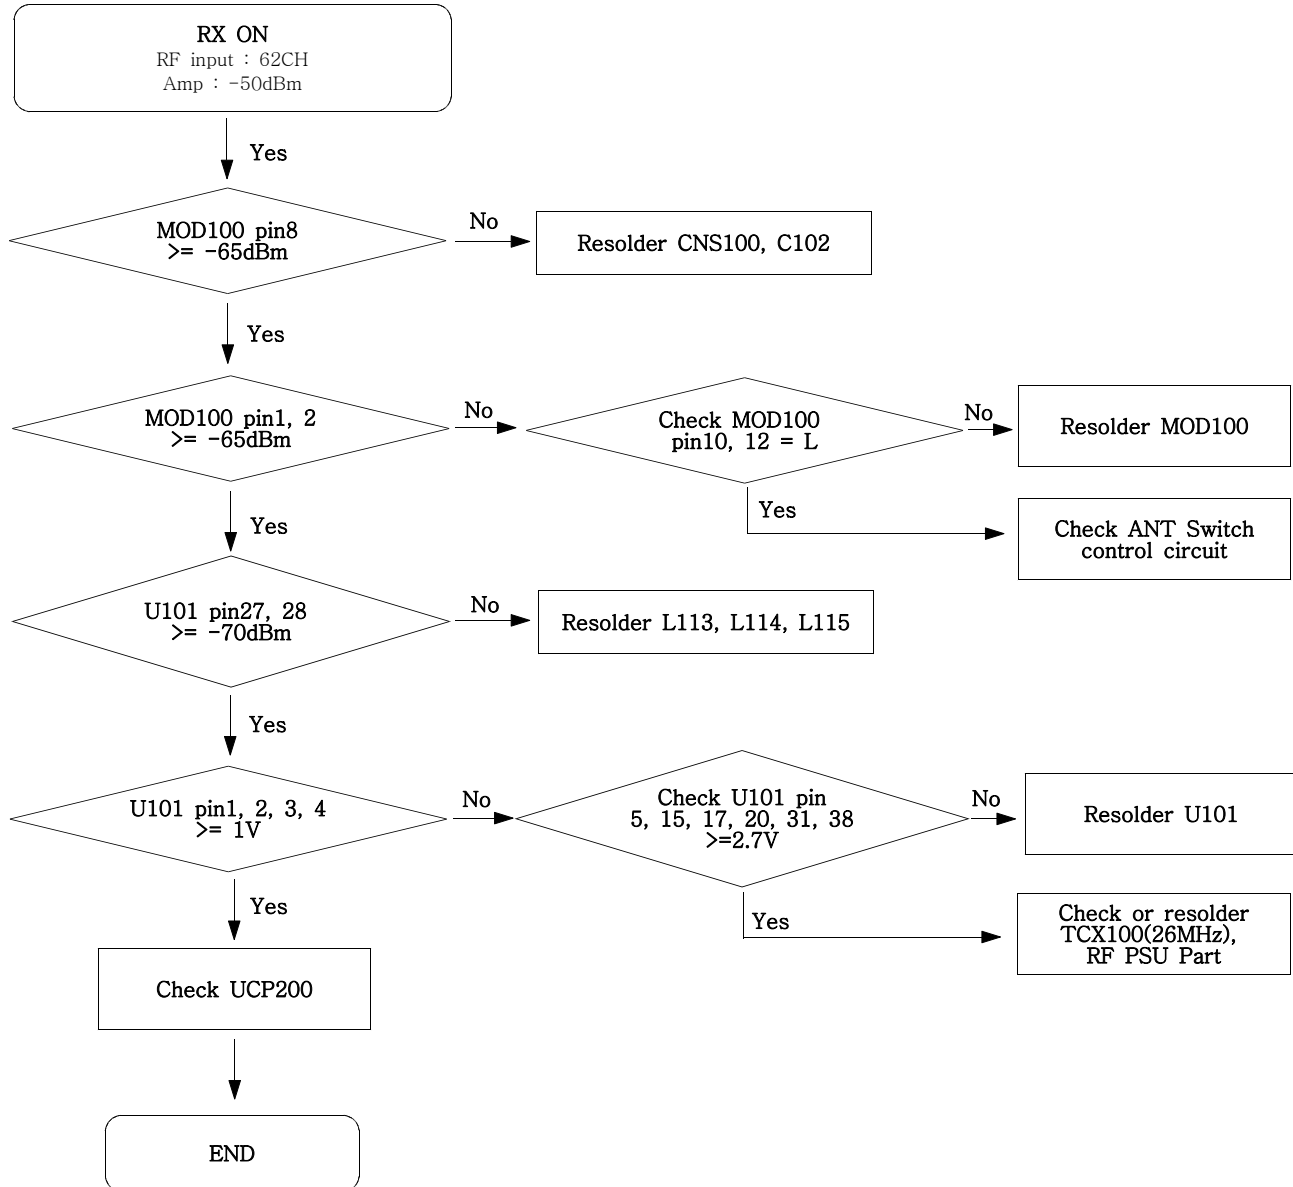 RX ON
RF input : 62CH
Amp : -50dBm
Yes
MOD100 pin8
>= -65dBm
No
Resolder CNS100, C102
Yes
MOD100 pin1, 2
>= -65dBm
No
Check MOD100
pin10, 12 = L
No
Resolder MOD100
Yes
Check ANT Switch
control circuit
Yes
U101 pin27, 28
>= -70dBm
No
Resolder L113, L114, L115
Yes
U101 pin1, 2, 3, 4
>= 1V
No
Check U101 pin
5, 15, 17, 20, 31, 38
>=2.7V
No
Resolder U101
Yes
Check or resolder
TCX100(26MHz),
RF PSU Part
Yes
Check UCP200
END